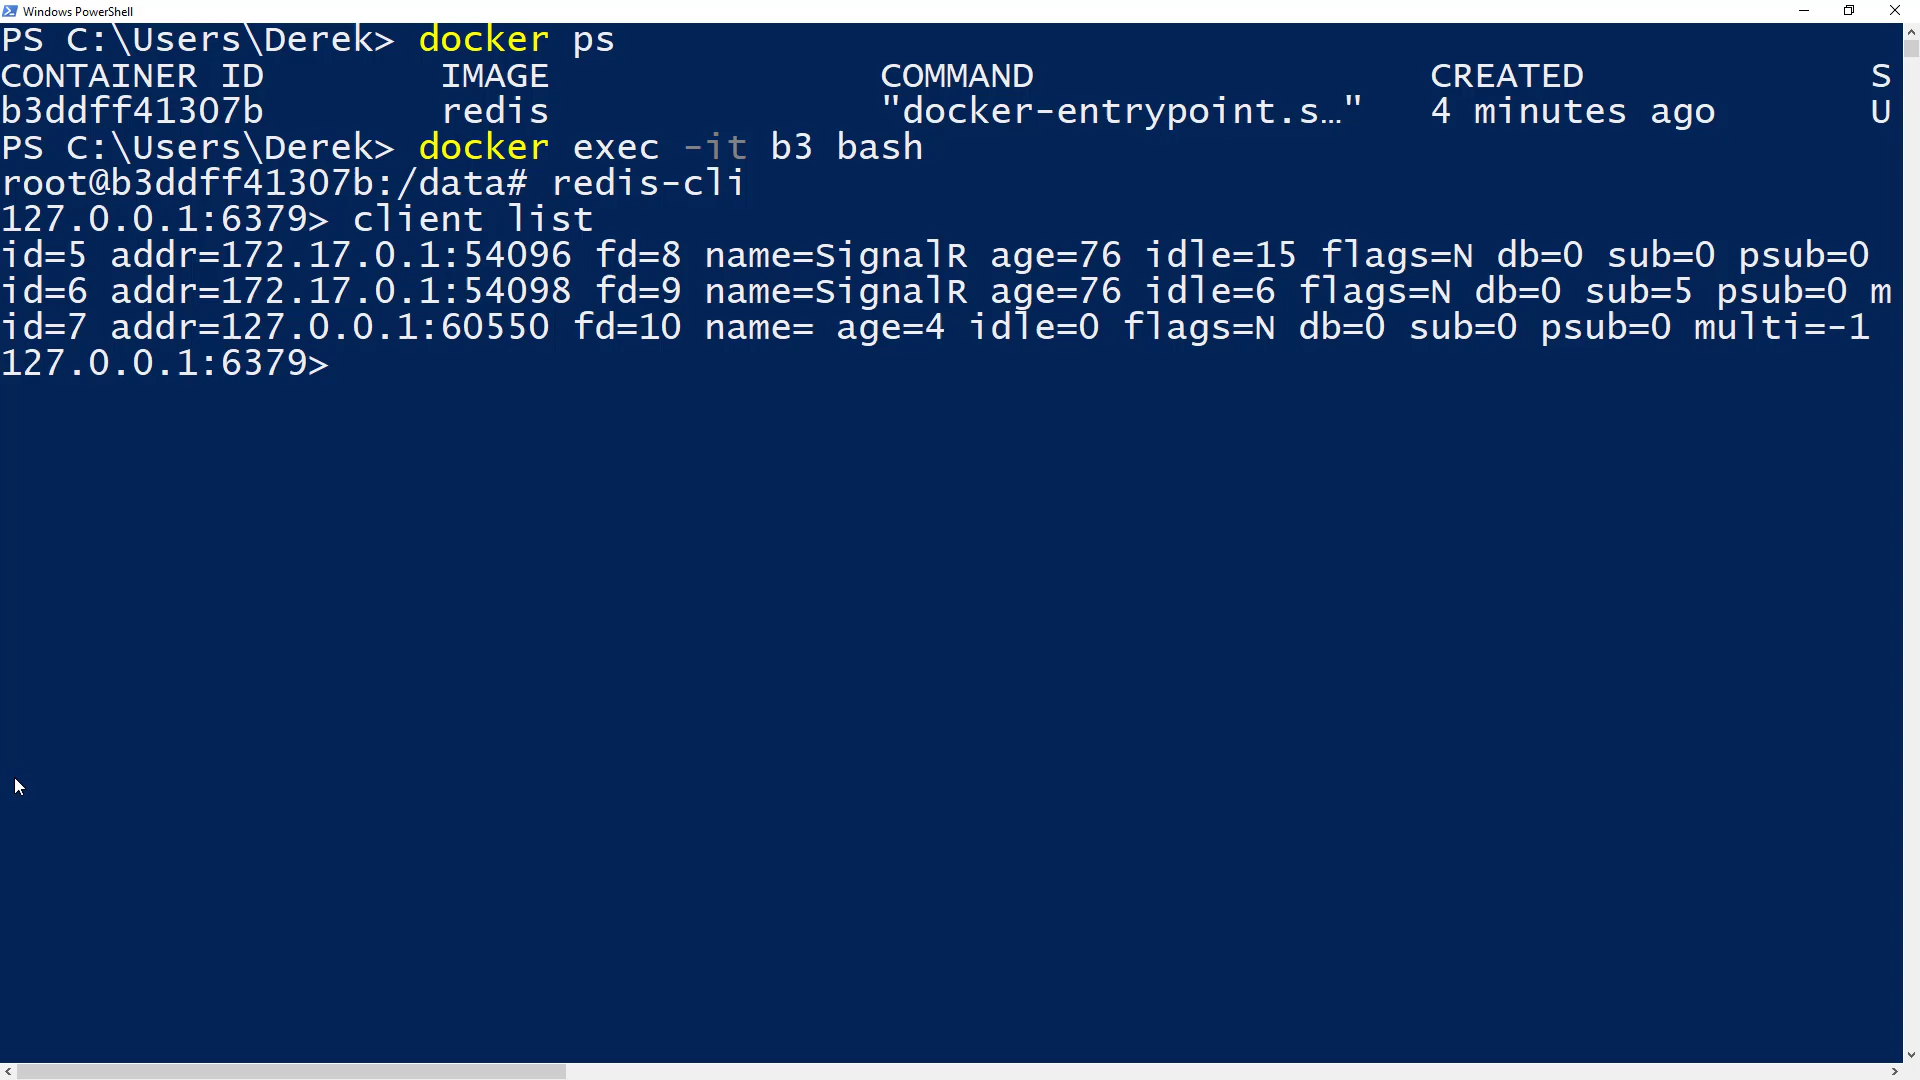 Windows PowerShell
PS C:\Users\Derek> docker ps
CONTAINER ID        IMAGE               COMMAND                  CREATED             S
b3ddff41307b        redis               "docker-entrypoint.s…"   4 minutes ago       U
PS C:\Users\Derek> docker exec -it b3 bash
root@b3ddff41307b:/data# redis-cli
127.0.0.1:6379> client list
id=5 addr=172.17.0.1:54096 fd=8 name=SignalR age=76 idle=15 flags=N db=0 sub=0 psub=0
id=6 addr=172.17.0.1:54098 fd=9 name=SignalR age=76 idle=6 flags=N db=0 sub=5 psub=0 m
id=7 addr=127.0.0.1:60550 fd=10 name= age=4 idle=0 flags=N db=0 sub=0 psub=0 multi=-1
127.0.0.1:6379>